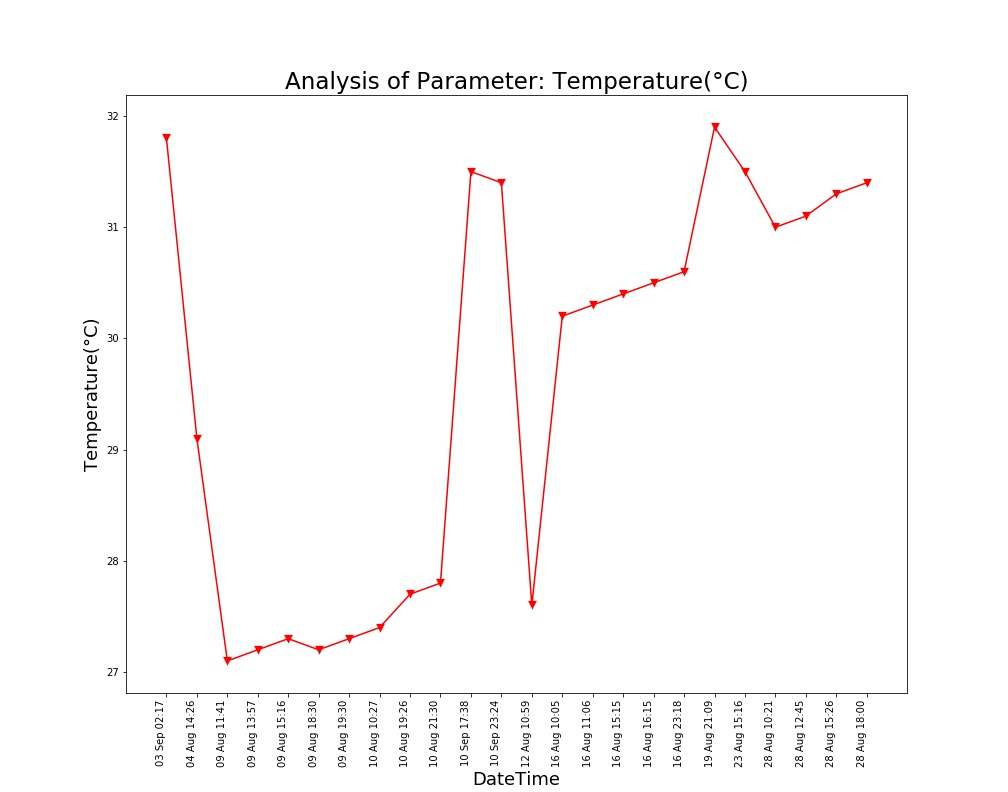 Analysis of Parameter: Temperature(°C)
Temperature(°C)
32
31
30
29
28
27
03 Sep 02:17
04 Aug 14:26
09 Aug 11:41
09 Aug 13:57
09 Aug 15:16
09 Aug 18:30
09 Aug 19:30
10 Aug 10:27
10 Aug 19:26
10 Aug 21:30
10 Sep 17:38
10 Sep 23:24
12 Aug 10:59
16 Aug 10:05
16 Aug 11:06
16 Aug 15:15
16 Aug 16:15
16 Aug 23:18
19 Aug 21:09
23 Aug 15:16
28 Aug 10:21
28 Aug 12:45
28 Aug 15:26
28 Aug 18:00
DateTime